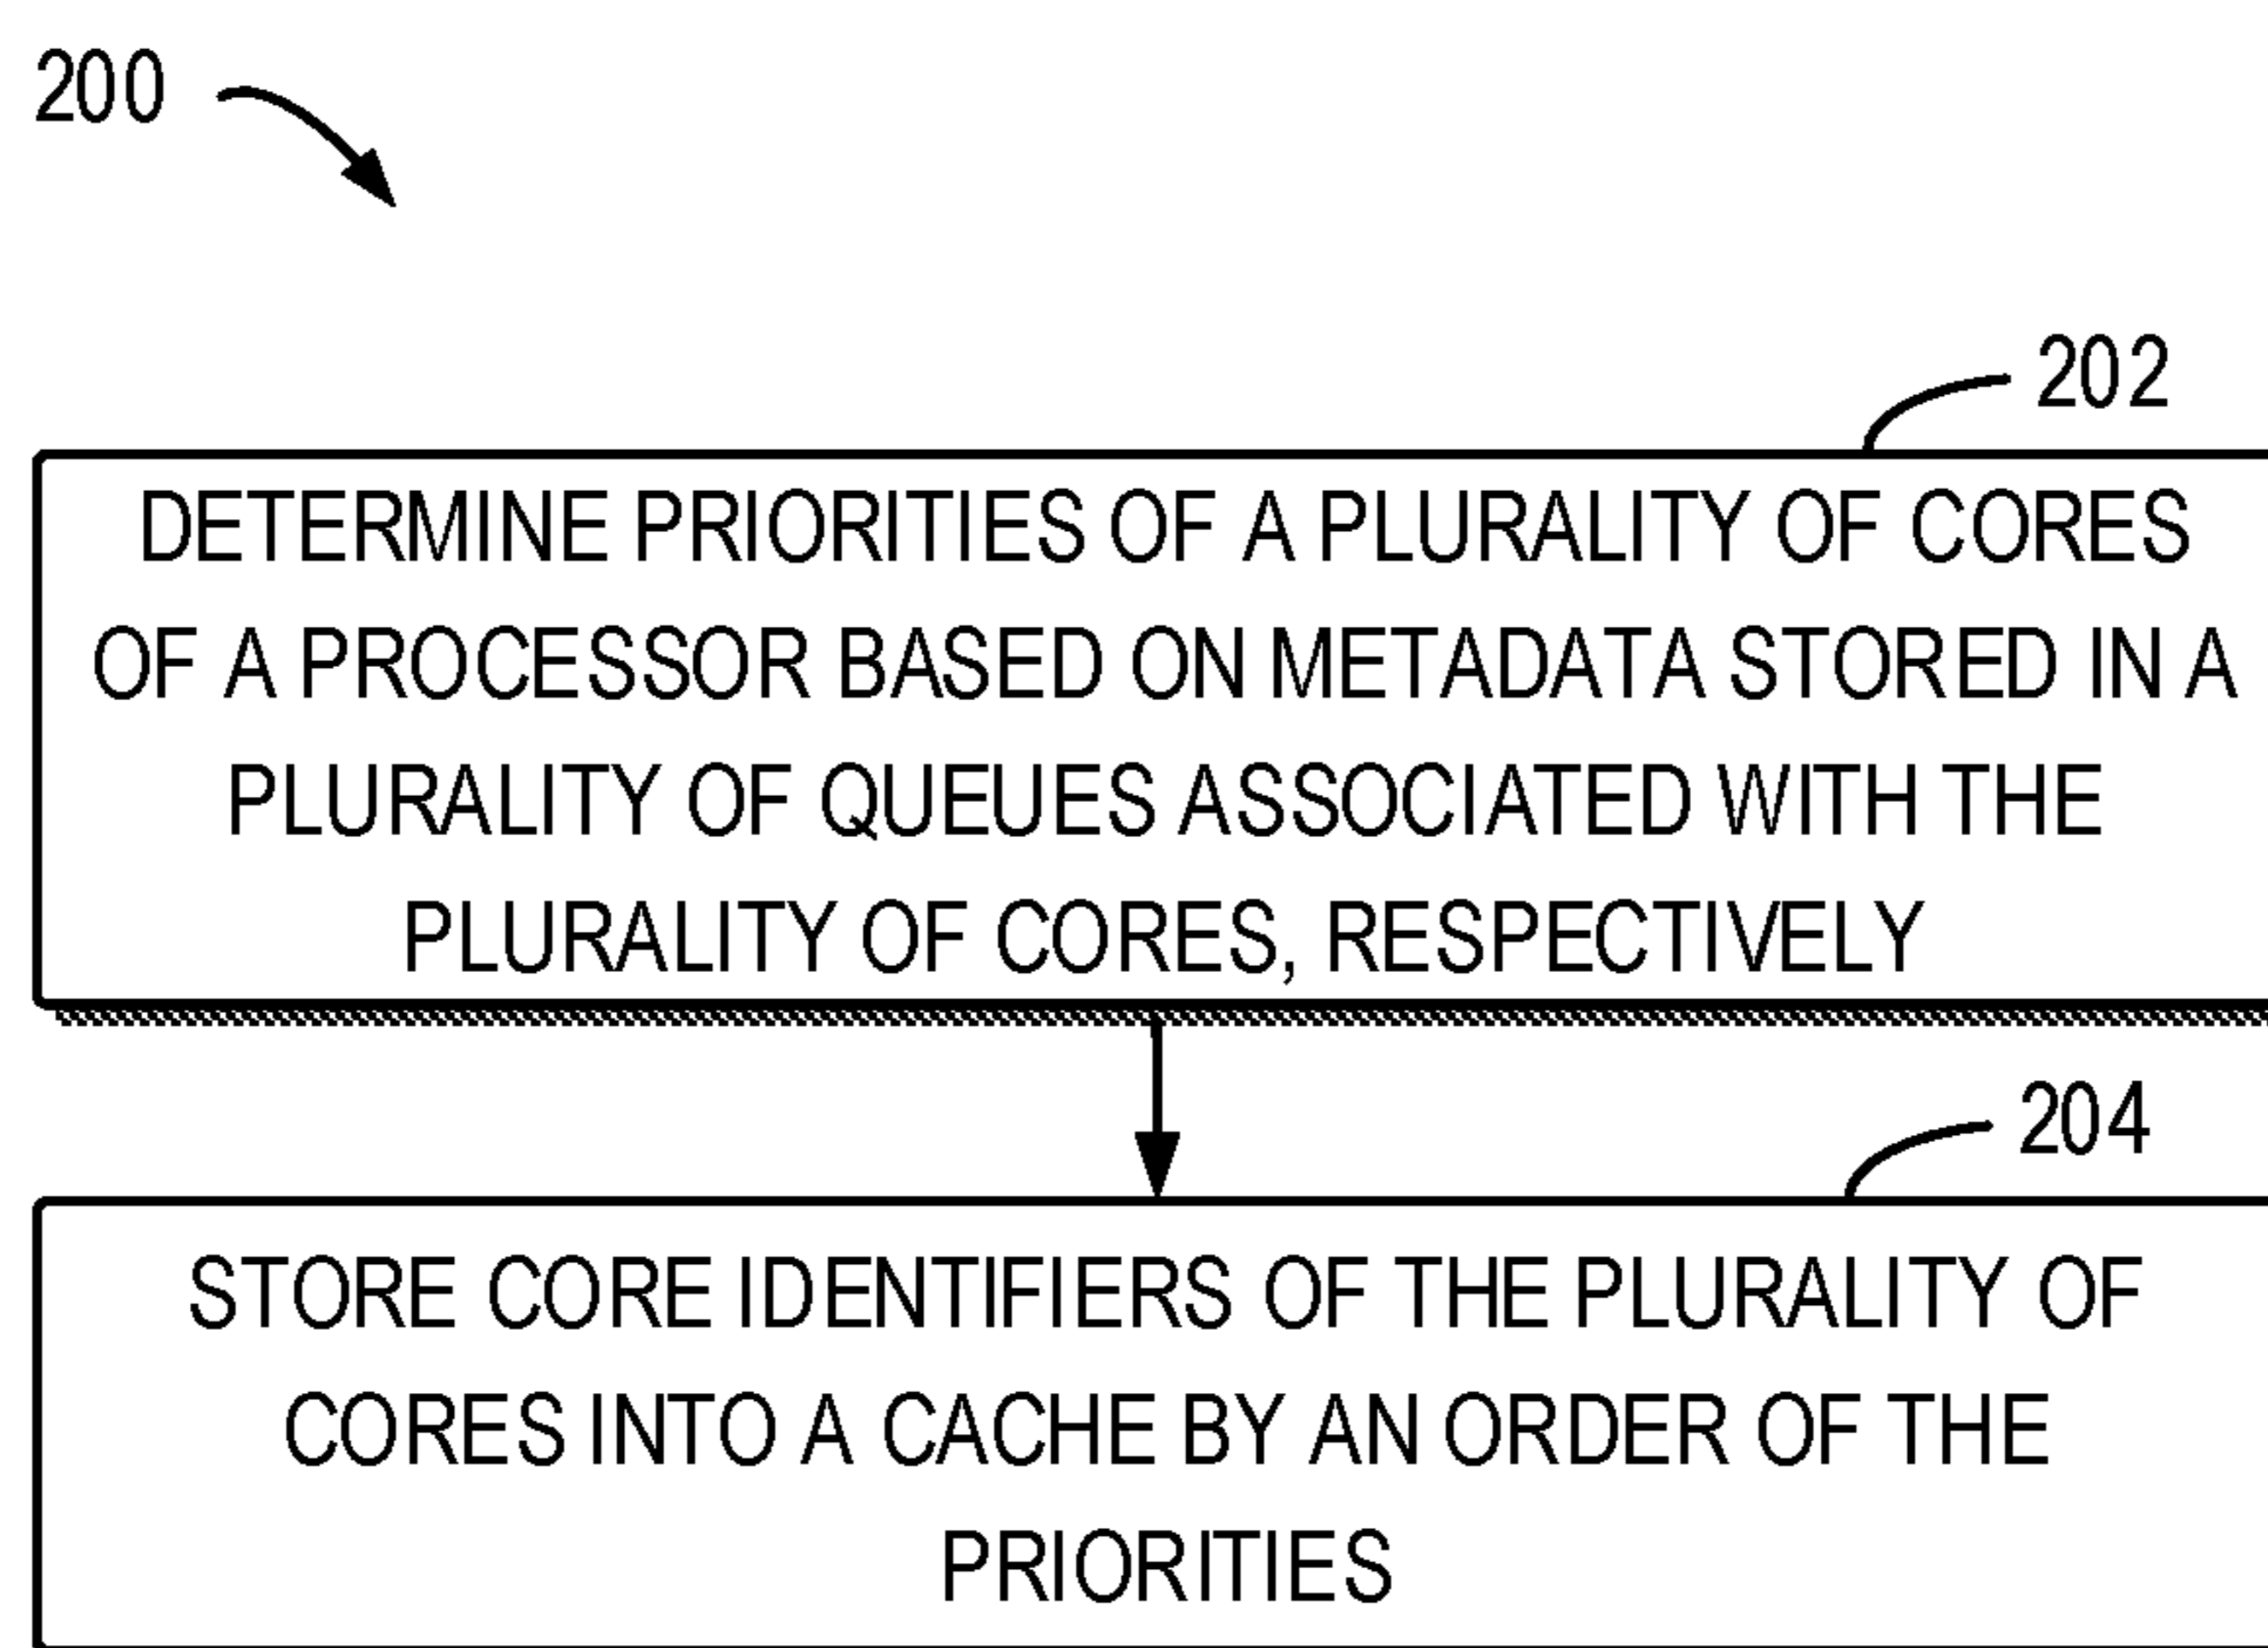 200
202
DETERMINE PRIORITIES OF A PLURALITY OF CORES
OF A PROCESSOR BASED ON METADATA STORED IN A
PLURALITY OF QUEUES ASSOCIATED WITH THE
PLURALITY OF CORES, RESPECTIVELY
204
STORE CORE IDENTIFIERS OF THE PLURALITY OF
CORES INTO A CACHE BY AN ORDER OF THE
PRIORITIES